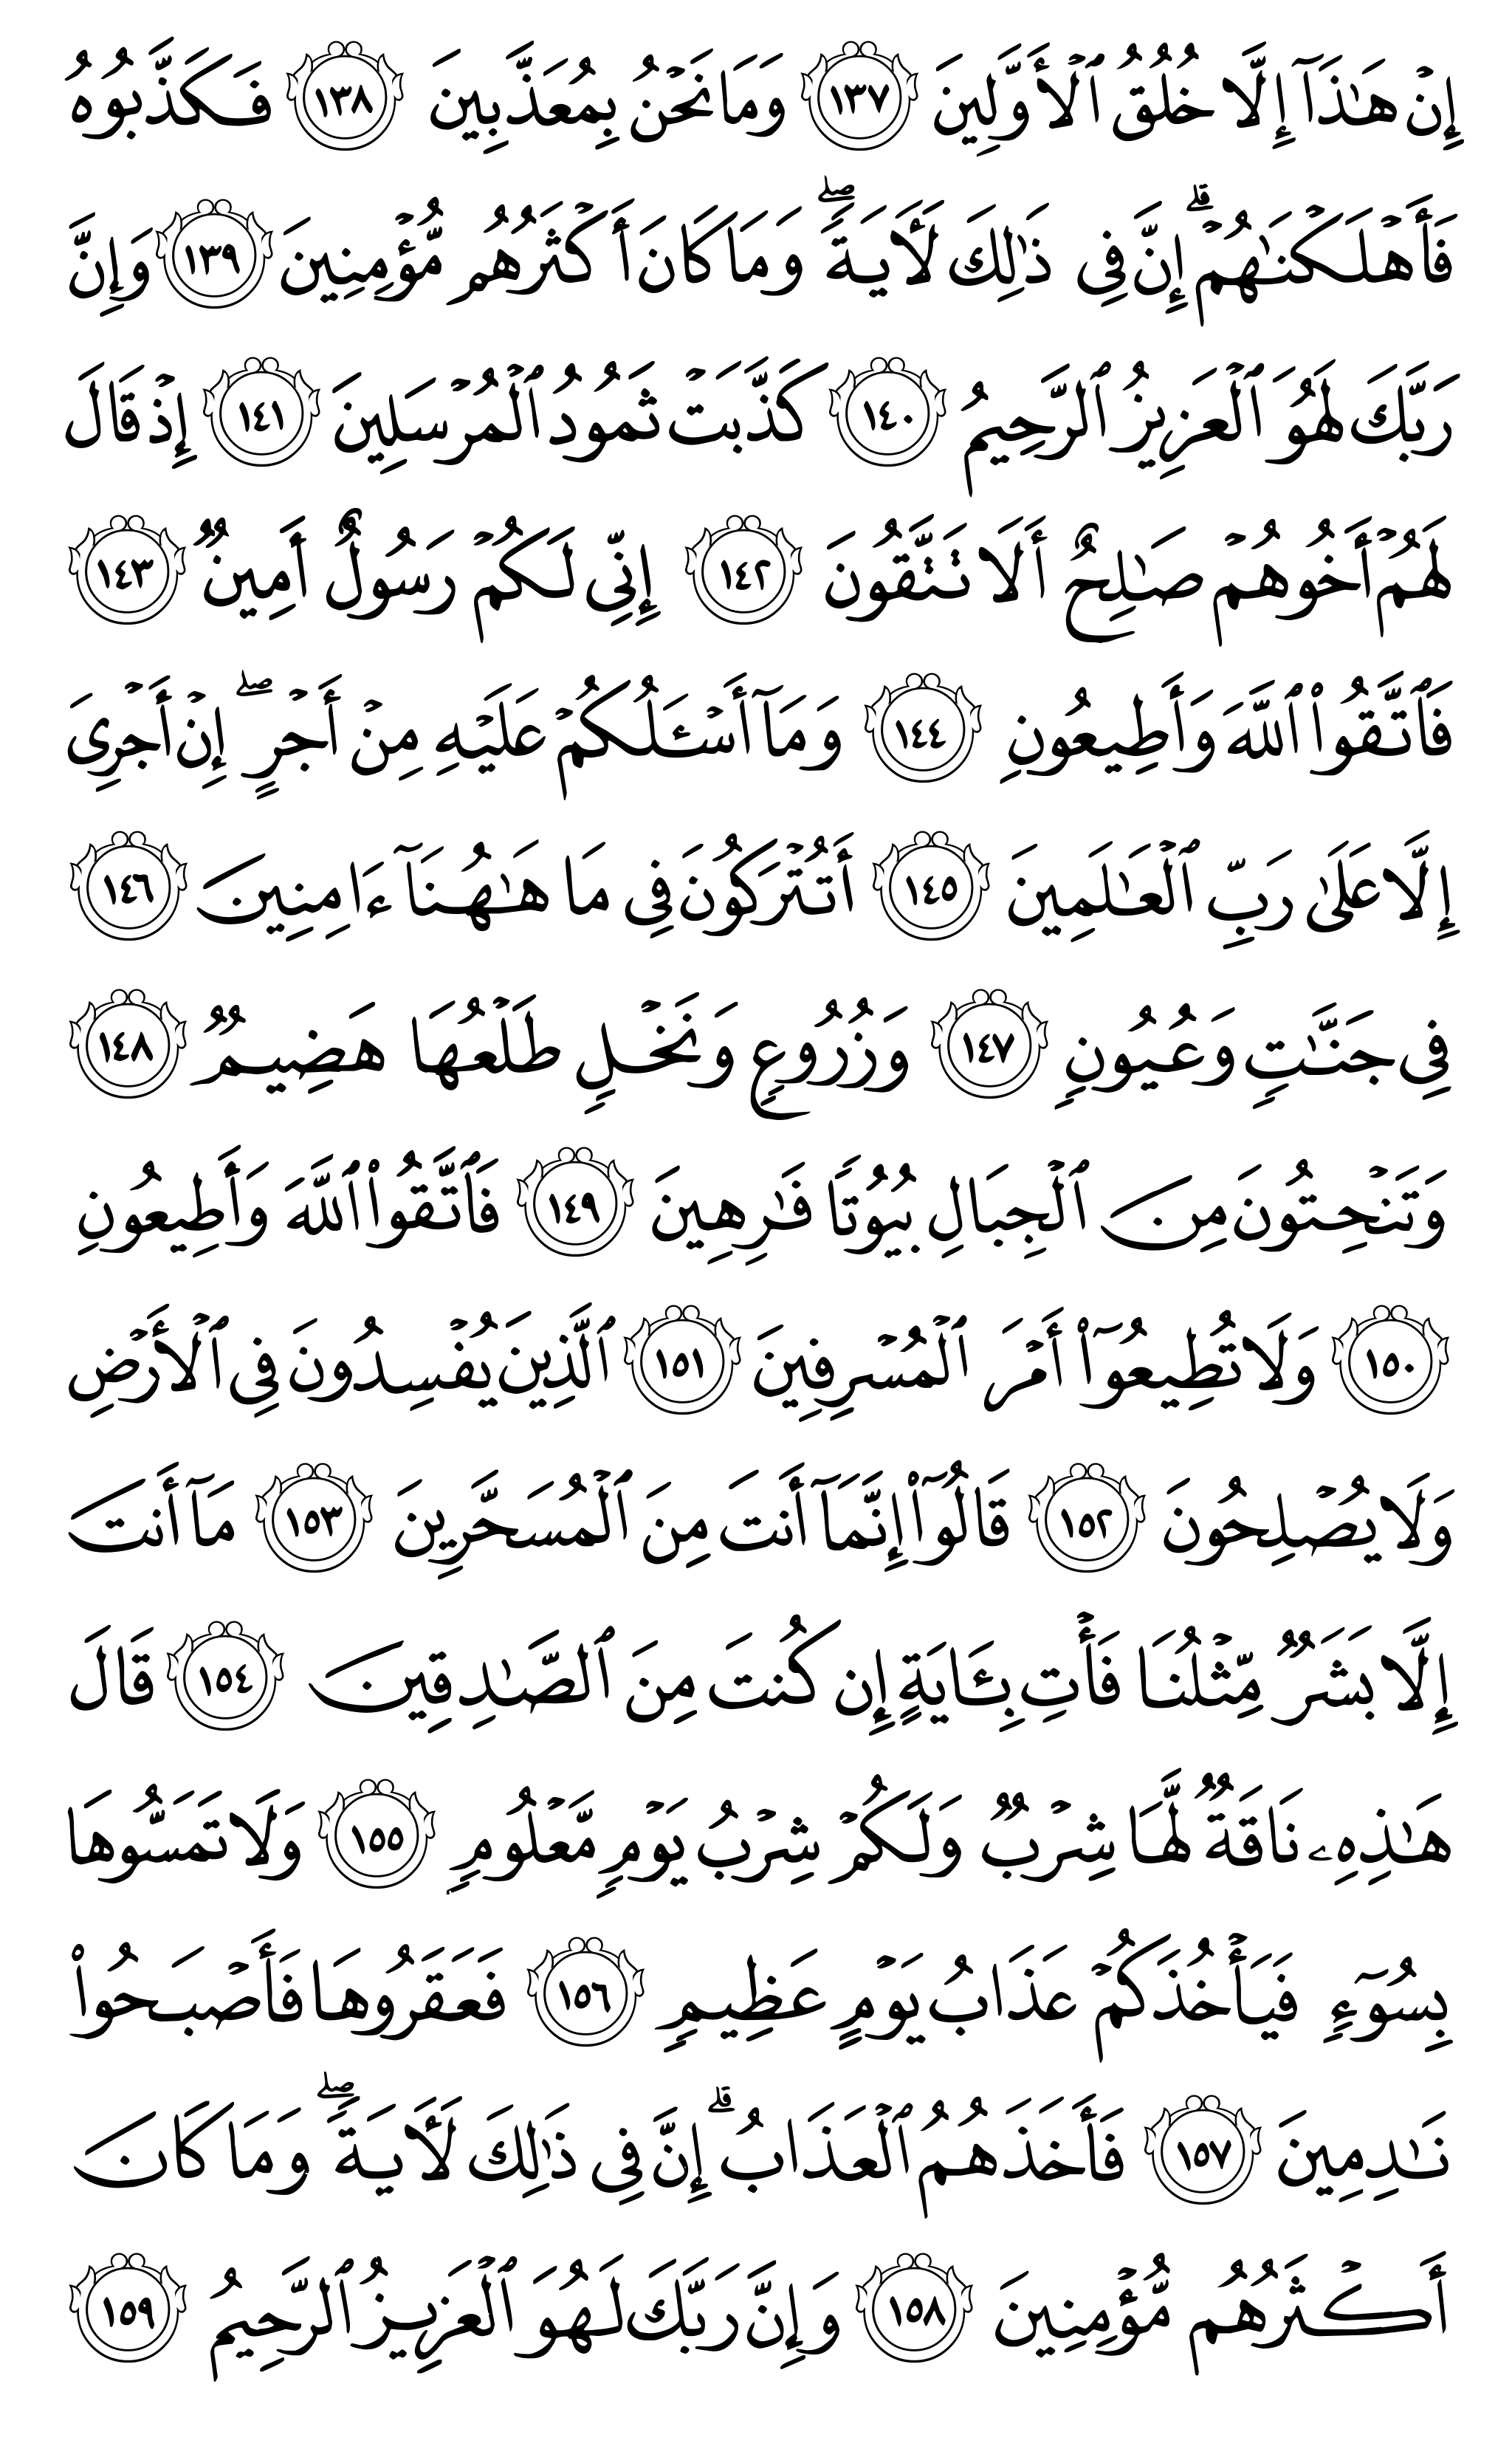 إِنْ هَٰذَآ إِلَّا خُلُقُ ٱلْأَوَّلِينَ ١٣٧ وَمَا نَحْنُ بِمُعَذَّبِينَ ١٣٨ فَكَذَّبُوهُ
فَأَهْلَكْنَٰهُمْ ۗ إِنَّ فِى ذَٰلِكَ لَءَايَةً ۖ وَمَا كَانَ أَكْثَرُهُم مُّؤْمِنِينَ ١٣٩ وَإِنَّ
رَبَّكَ لَهُوَ ٱلْعَزِيزُ ٱلرَّحِيمُ ١٤٠ كَذَّبَتْ ثَمُودُ ٱلْمُرْسَلِينَ ١٤١ إِذْ قَالَ
لَهُمْ أَخُوهُمْ صَٰلِحٌ أَلَا تَتَّقُونَ ١٤٢ إِنِّى لَكُمْ رَسُولٌ أَمِينٌ ١٤٣
فَٱتَّقُوا۟ ٱللَّهَ وَأَطِيعُونِ ١٤٤ وَمَآ أَسْـَٔلُكُمْ عَلَيْهِ مِنْ أَجْرٍ ۖ إِنْ أَجْرِىَ
إِلَّا عَلَىٰ رَبِّ ٱلْعَٰلَمِينَ ١٤٥ أَتُتْرَكُونَ فِى مَا هَٰهُنَآ ءَامِنِينَ ١٤٦
فِى جَنَّٰتٍ وَعُيُونٍ ١٤٧ وَزُرُوعٍ وَنَخْلٍ طَلْعُهَا هَضِيمٌ ١٤٨
وَتَنْحِتُونَ مِنَ ٱلْجِبَالِ بُيُوتًا فَٰرِهِينَ ١٤٩ فَٱتَّقُوا۟ ٱللَّهَ وَأَطِيعُونِ
١٥٠ وَلَا تُطِيعُوٓا۟ أَمْرَ ٱلْمُسْرِفِينَ ١٥١ ٱلَّذِينَ يُفْسِدُونَ فِى ٱلْأَرْضِ
وَلَا يُصْلِحُونَ ١٥٢ قَالُوٓا۟ إِنَّمَآ أَنتَ مِنَ ٱلْمُسَحَّرِينَ ١٥٣ مَآ أَنتَ
إِلَّا بَشَرٌ مِّثْلُنَا فَأْتِ بِـَٔايَةٍ إِن كُنتَ مِنَ ٱلصَّٰدِقِينَ ١٥٤ قَالَ
هَٰذِهِۦ نَاقَةٌ لَّهَا شِرْبٌ وَلَكُمْ شِرْبُ يَوْمٍ مَّعْلُومٍ ١٥٥ وَلَا تَمَسُّوهَا
بِسُوٓءٍ فَيَأْخُذَكُمْ عَذَابُ يَوْمٍ عَظِيمٍ ١٥٦ فَعَقَرُوهَا فَأَصْبَحُوا۟
نَٰدِمِينَ ١٥٧ فَأَخَذَهُمُ ٱلْعَذَابُ ۗ إِنَّ فِى ذَٰلِكَ لَءَايَةً ۖ وَمَا كَانَ
أَكْثَرُهُم مُّؤْمِنِينَ ١٥٨ وَإِنَّ رَبَّكَ لَهُوَ ٱلْعَزِيزُ ٱلرَّحِيمُ ١٥٩